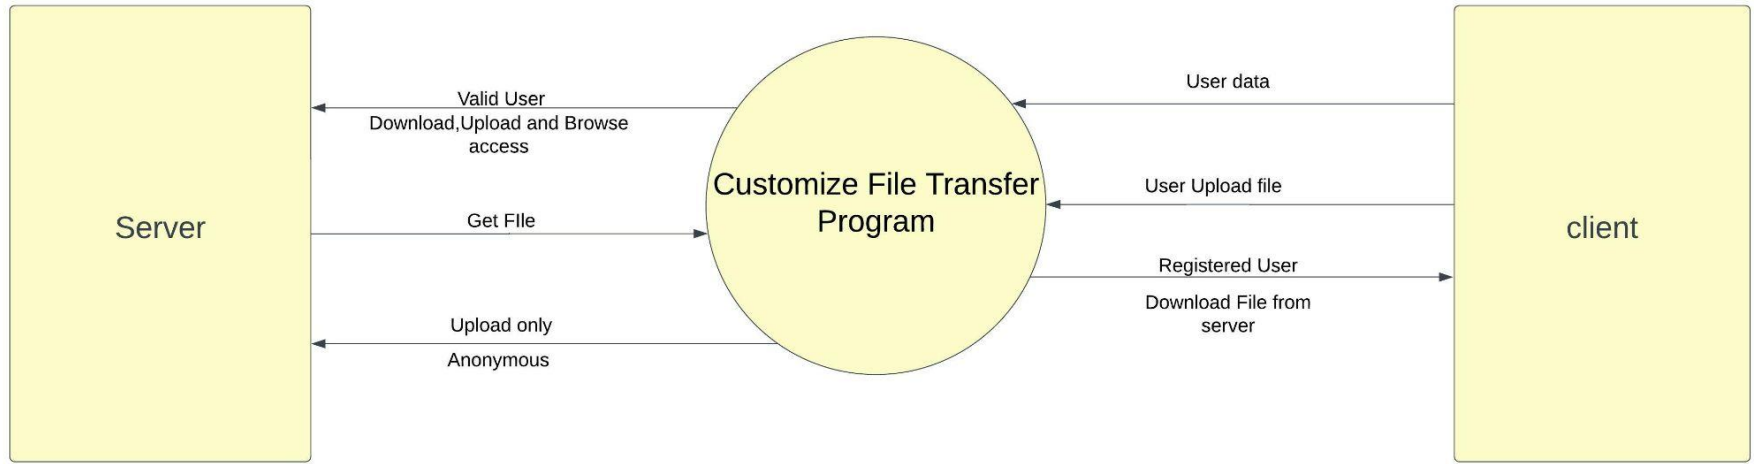 Server
Valid User
Download,Upload and Browse
access
Get FIle
Upload only
Anonymous
Customize File Transfer
Program
User data
User Upload file
Registered User
Download File from
server
client